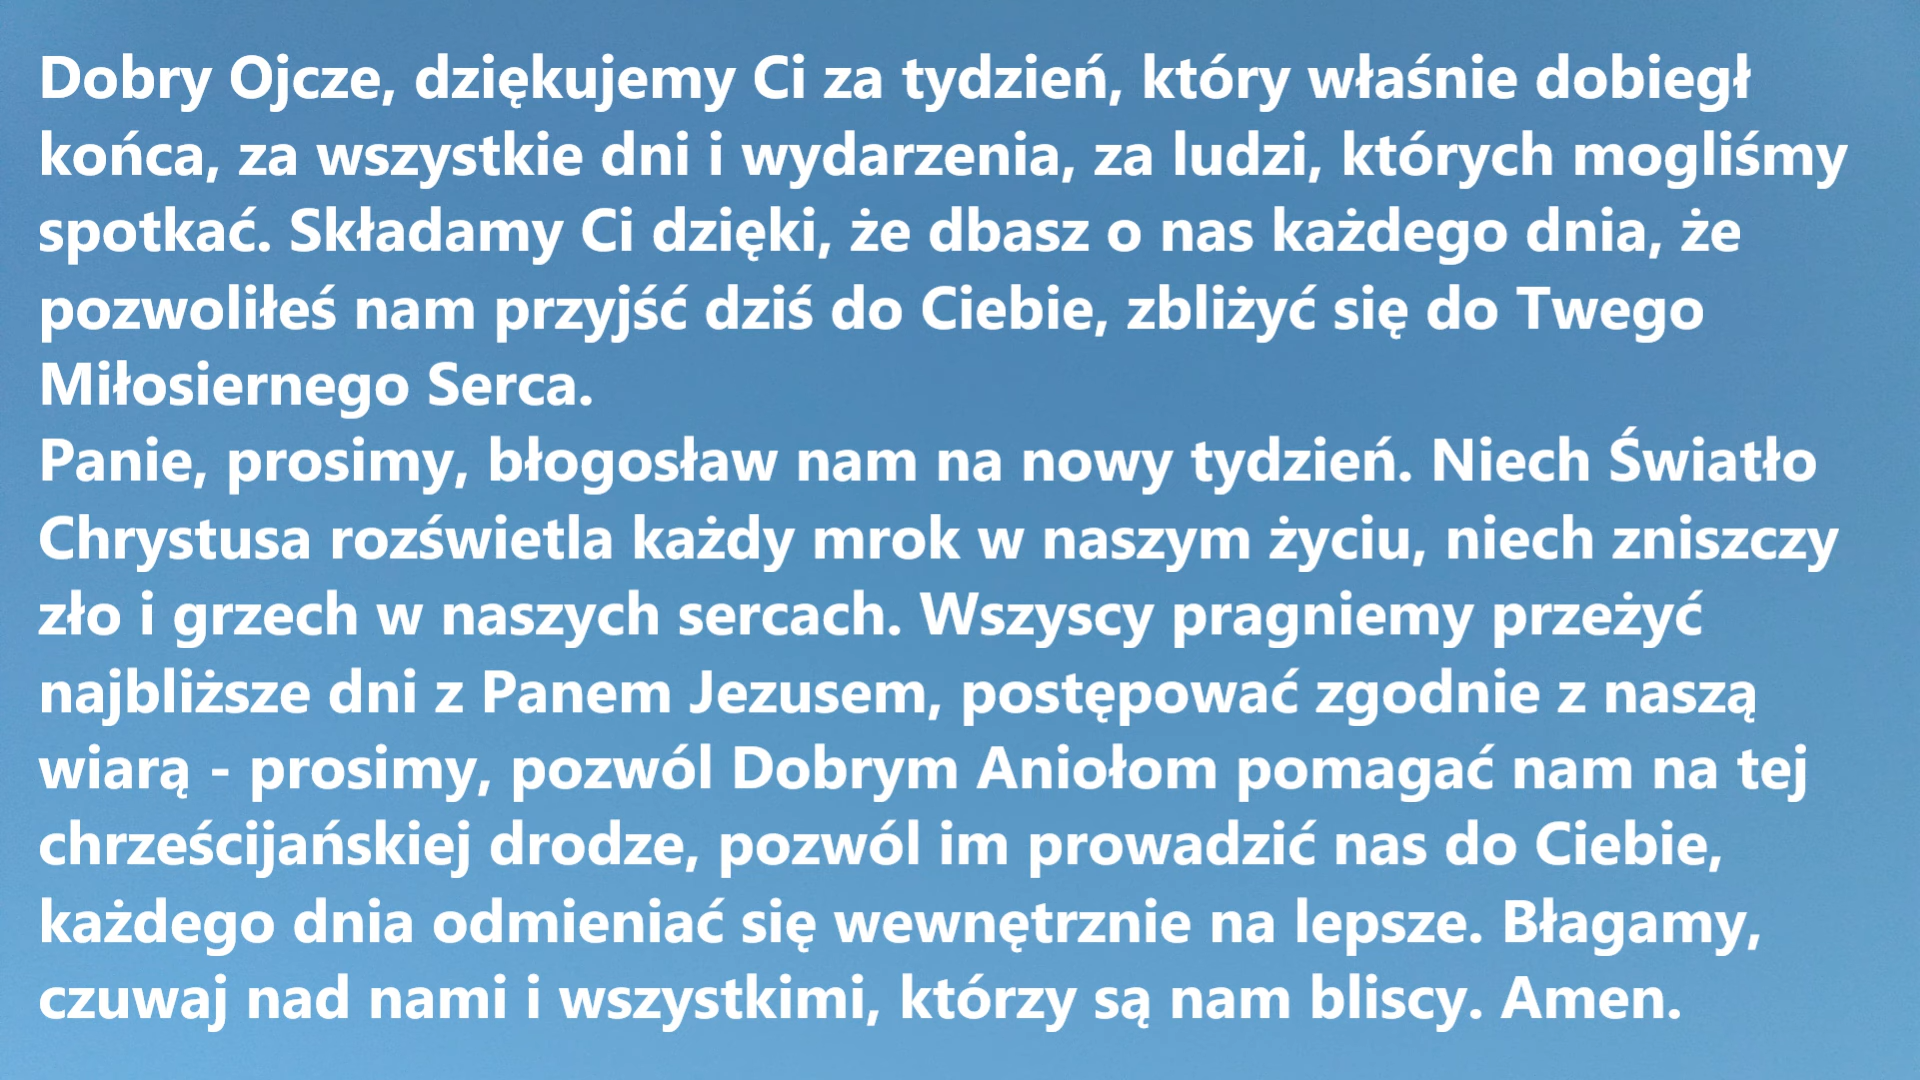 Dobry Ojcze, dziękujemy Ci za tydzień, który właśnie dobiegł
końca, za wszystkie dni i wydarzenia, za ludzi, których mogliśmy
spotkać. Składamy Ci dzięki, że dbasz o nas każdego dnia, że
pozwoliłeś nam przyjść dziś do Ciebie, zbliżyć się do Twego
Miłosiernego Serca.
Panie, prosimy, błogosław nam na nowy tydzień. Niech Światło
Chrystusa rozświetla każdy mrok w naszym życiu, niech zniszczy
zło i grzech w naszych sercach. Wszyscy pragniemy przeżyć
najbliższe dni z Panem Jezusem, postępować zgodnie z naszą
wiarą - prosimy, pozwól Dobrym Aniołom pomagać nam na tej
chrześcijańskiej drodze, pozwól im prowadzić nas do Ciebie,
każdego dnia odmieniać się wewnętrznie na lepsze. Błagamy,
czuwaj nad nami i wszystkimi, którzy są nam bliscy. Amen.